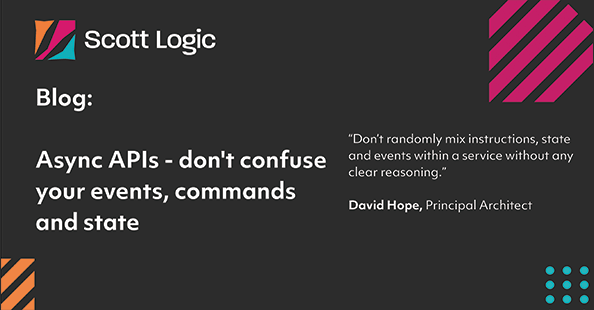 Scott Logic
Blog:
Async APIs - don't confuse
your events, commands
and state
“Don’t randomly mix instructions, state
and events within a service without any
clear reasoning.”
David Hope, Principal Architect